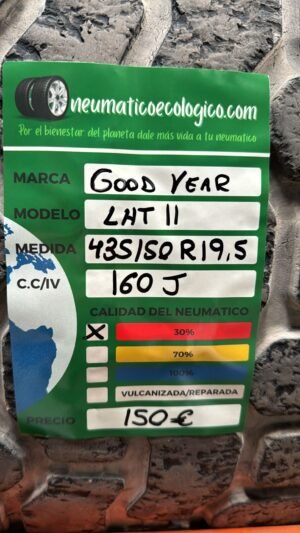 neumaticoecologico.com
Por el bienestar del planeta dale más vida a tu neumatico
MARCA GOOD YEAR
MODELO LHT II
MEDIDA 435/50 R19,5
C.C/IV 160 J
CALIDAD DEL NEUMATICO
X 30%
70%
100%
VULCANIZADA/REPARADA
PRECIO 150 €